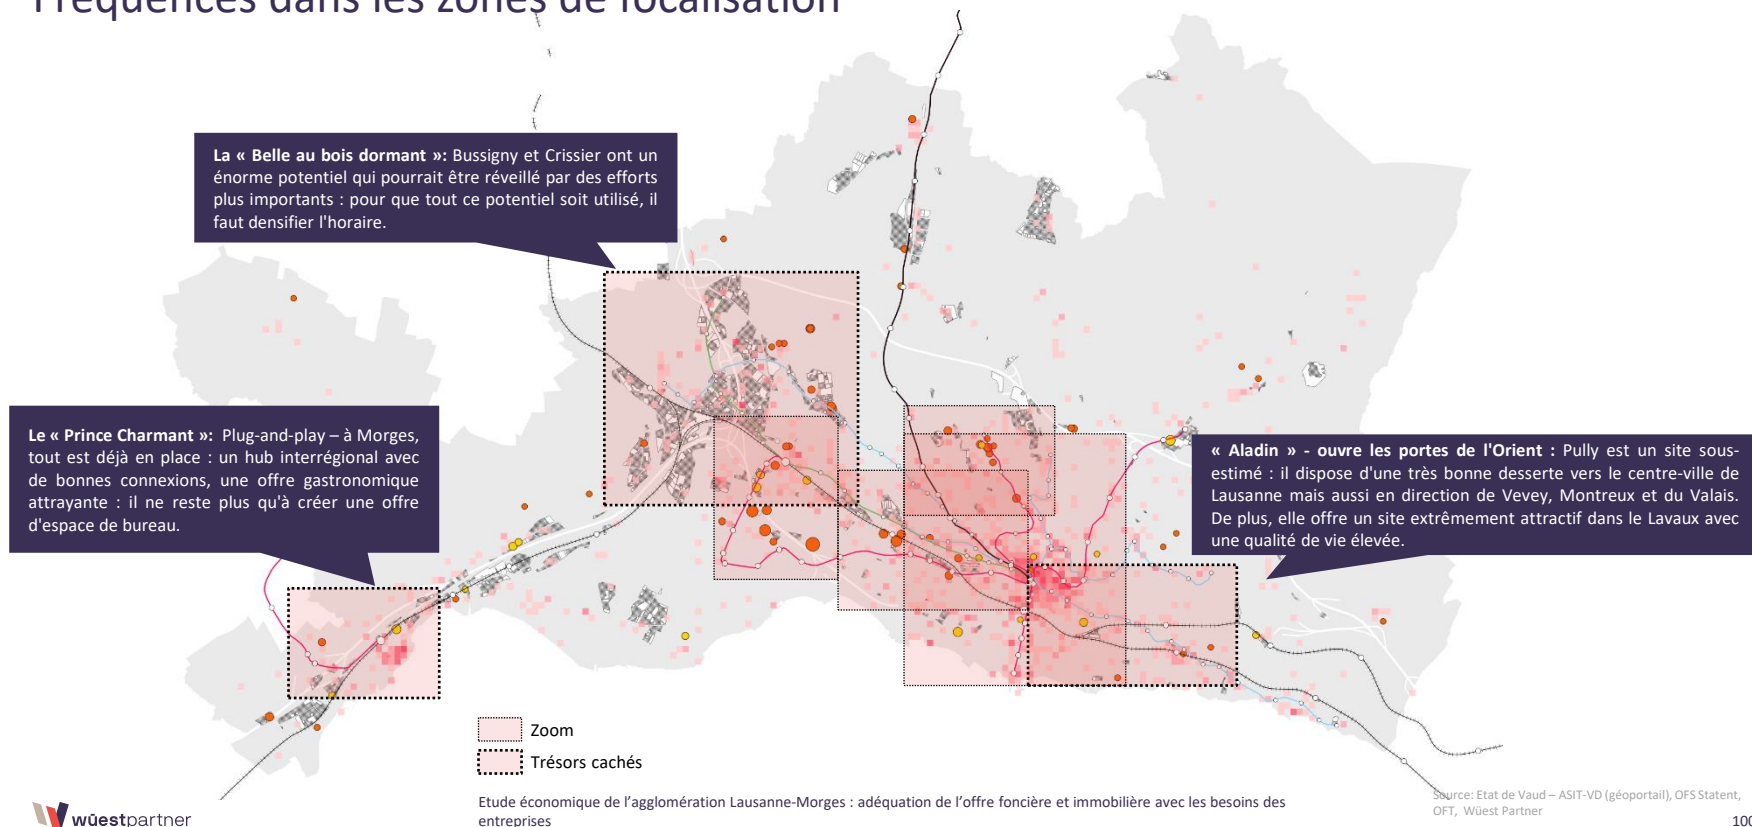 Fréquences dans les zones de localisation
La « Belle au bois dormant »: Bussigny et Crissier ont un
énorme potentiel qui pourrait être réveillé par des efforts
plus importants : pour que tout ce potentiel soit utilisé, il
faut densifier l'horaire.
Le « Prince Charmant »: Plug-and-play – à Morges,
tout est déjà en place : un hub interrégional avec
de bonnes connexions, une offre gastronomique
attrayante : il ne reste plus qu'à créer une offre
d'espace de bureau.
« Aladin » - ouvre les portes de l'Orient : Pully est un site sous-
estimé : il dispose d'une très bonne desserte vers le centre-ville de
Lausanne mais aussi en direction de Vevey, Montreux et du Valais.
De plus, elle offre un site extrêmement attractif dans le Lavaux avec
une qualité de vie élevée.
Zoom
Trésors cachés
Etude économique de l'agglomération Lausanne-Morges : adéquation de l'offre foncière et immobilière avec les besoins des
entreprises
Source: Etat de Vaud – ASIT-VD (géoportail), OFS Statent,
OFT, Wüest Partner
wüestpartner
100